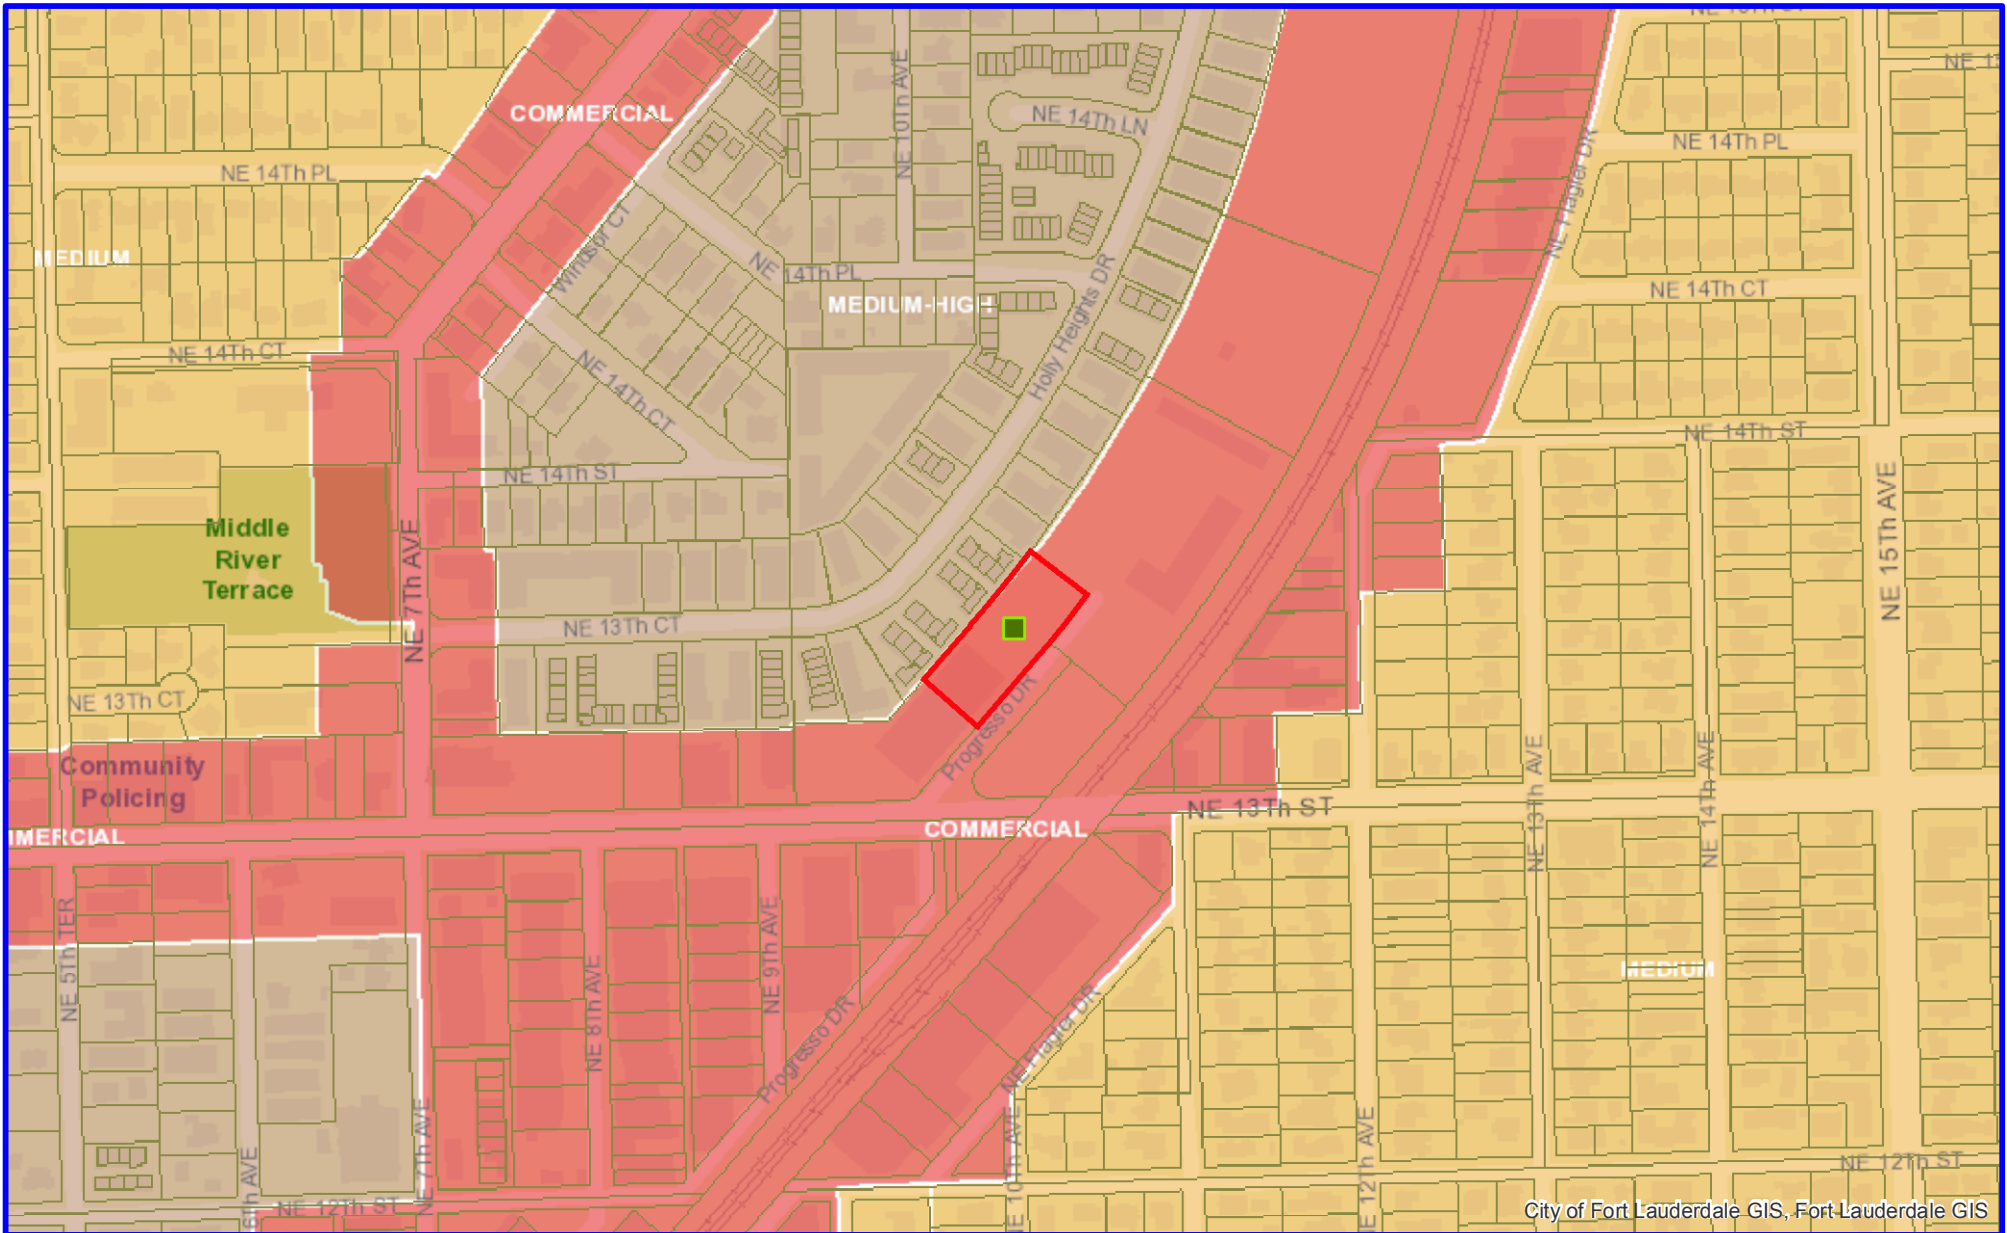 COMMERCIAL
NE 10Th AVE
NE 14Th LN
NE 14Th PL
NE 14Th PL
NE Flagler DR
MEDIUM
Windsor CT
NE 14Th PL
MEDIUM-HIGH
Holly Heights DR
NE 14Th CT
NE 14Th CT
NE 14Th CT
NE 14Th ST
NE 14Th ST
NE 15Th AVE
Middle
River
Terrace
NE 7Th AVE
NE 13Th CT
NE 13Th CT
Progresso DR
Community
Policing
NE 13Th ST
MMERCIAL
COMMERCIAL
NE 13Th AVE
NE 14Th AVE
NE 5Th TER
NE 8Th AVE
NE 9Th AVE
MEDIUM
Progresso DR
NE Flagler DR
NE 7Th AVE
6Th AVE
NE 10Th AVE
NE 12Th AVE
NE 12Th ST
NE 12Th ST
City of Fort Lauderdale GIS, Fort Lauderdale GIS